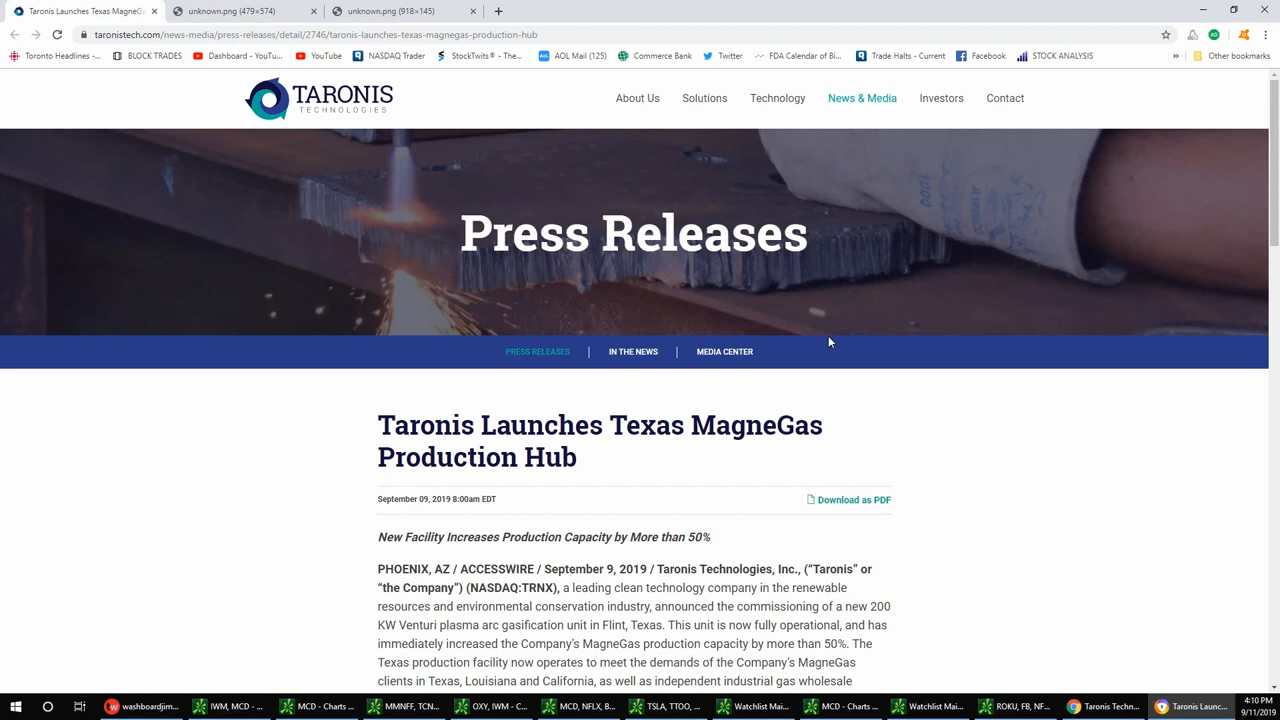 Taronis Launches Texas MagneG
unknown.png (479×574)
unknown.png (918×145)
taronistech.com/news-media/press-releases/detail/2746/taronis-launches-texas-magnegas-production-hub
Toronto Headlines -...
BLOCK TRADES
Dashboard - YouTu...
YouTube
NASDAQ Trader
StockTwits® - The...
AOL Mail (125)
Commerce Bank
Twitter
FDA Calendar of Bi...
Trade Halts - Current
Facebook
STOCK ANALYSIS
»
Other bookmarks
TARONIS
TECHNOLOGIES
About Us
Solutions
Technology
News & Media
Investors
Contact
Press Releases
PRESS RELEASES
IN THE NEWS
MEDIA CENTER
Taronis Launches Texas MagneGas
Production Hub
September 09, 2019 8:00am EDT
Download as PDF
New Facility Increases Production Capacity by More than 50%
PHOENIX, AZ / ACCESSWIRE / September 9, 2019 / Taronis Technologies, Inc., (“Taronis” or
“the Company”) (NASDAQ:TRNX), a leading clean technology company in the renewable
resources and environmental conservation industry, announced the commissioning of a new 200
KW Venturi plasma arc gasification unit in Flint, Texas. This unit is now fully operational, and has
immediately increased the Company’s MagneGas production capacity by more than 50%. The
Texas production facility now operates to meet the demands of the Company’s MagneGas
clients in Texas, Louisiana and California, as well as independent industrial gas wholesale
washboardjim...
IWM, MCD - ...
MCD - Charts ...
MMNFF, TCN...
OXY, IWM - C...
MCD, NFLX, B...
TSLA, TTOO, ...
Watchlist Mai...
MCD - Charts ...
Watchlist Mai...
ROKU, FB, NF...
Taronis Techn...
Taronis Launc...
4:10 PM
9/11/2019